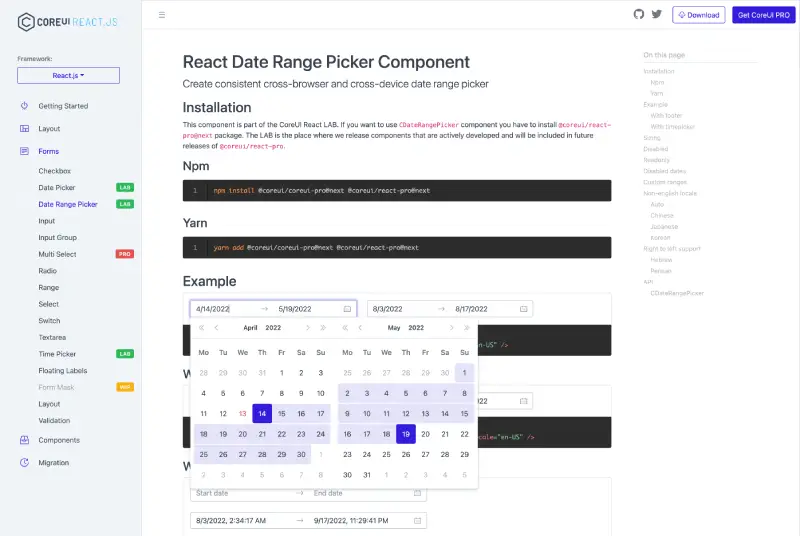 COREUI REACT.JS
Download
Get CoreUI PRO
Framework:
React.js
Getting Started
Layout
Forms
Checkbox
Date Picker LAB
Date Range Picker LAB
Input
Input Group
Multi Select PRO
Radio
Range
Select
Switch
Textarea
Time Picker LAB
Floating Labels
Form Mask
Layout
Validation
Components
Migration
React Date Range Picker Component
Create consistent cross-browser and cross-device date range picker
Installation
This component is part of the CoreUI React LAB. If you want to use CDateRangePicker component you have to install @coreui/react-
pro@next package. The LAB is the place where we release components that are actively developed and will be included in future
releases of @coreui/react-pro.
Npm
1 npm install @coreui/coreui-pro@next @coreui/react-pro@next
Yarn
1 yarn add @coreui/coreui-pro@next @coreui/react-pro@next
Example
4/14/2022 → 5/19/2022
8/3/2022 → 8/17/2022
« ‹ April 2022 › »
Mo Tu We Th Fr Sa Su
28 29 30 31 1 2 3
4 5 6 7 8 9 10
11 12 13 14 15 16 17
18 19 20 21 22 23 24
25 26 27 28 29 30 1
2 3 4 5 6 7 8
« ‹ May 2022 › »
Mo Tu We Th Fr Sa Su
25 26 27 28 29 30 1
2 3 4 5 6 7 8
9 10 11 12 13 14 15
16 17 18 19 20 21 22
23 24 25 26 27 28 29
30 31 1 2 3 4 5
n-US" />
W
022
cale="en-US" />
W
Start date → End date
8/3/2022, 2:34:17 AM → 9/17/2022, 11:29:41 PM
On this page
Installation
Npm
Yarn
Example
With footer
With timepicker
Sizing
Disabled
Readonly
Disabled dates
Custom ranges
Non-english locale
Auto
Chinese
Japanese
Korean
Right to left support
Hebrew
Persian
API
CDateRangePicker